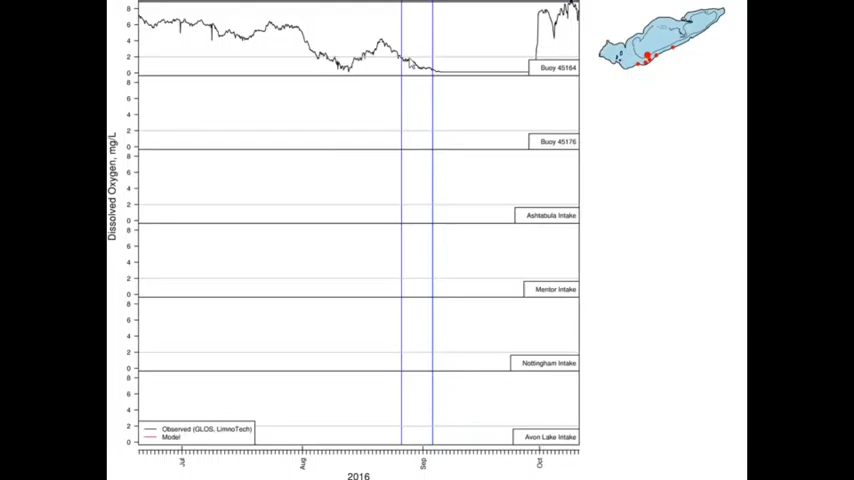 8
6
4
2
0
Buoy 45164
8
6
4
2
0
Buoy 45176
8
6
4
2
0
Ashtabula Intake
8
6
4
2
0
Mentor Intake
8
6
4
2
0
Nottingham Intake
8
6
4
2
0
Avon Lake Intake
Dissolved Oxygen, mg/L
Observed (GLOS, LimnoTech)
Model
Jul
Aug
Sep
Oct
2016